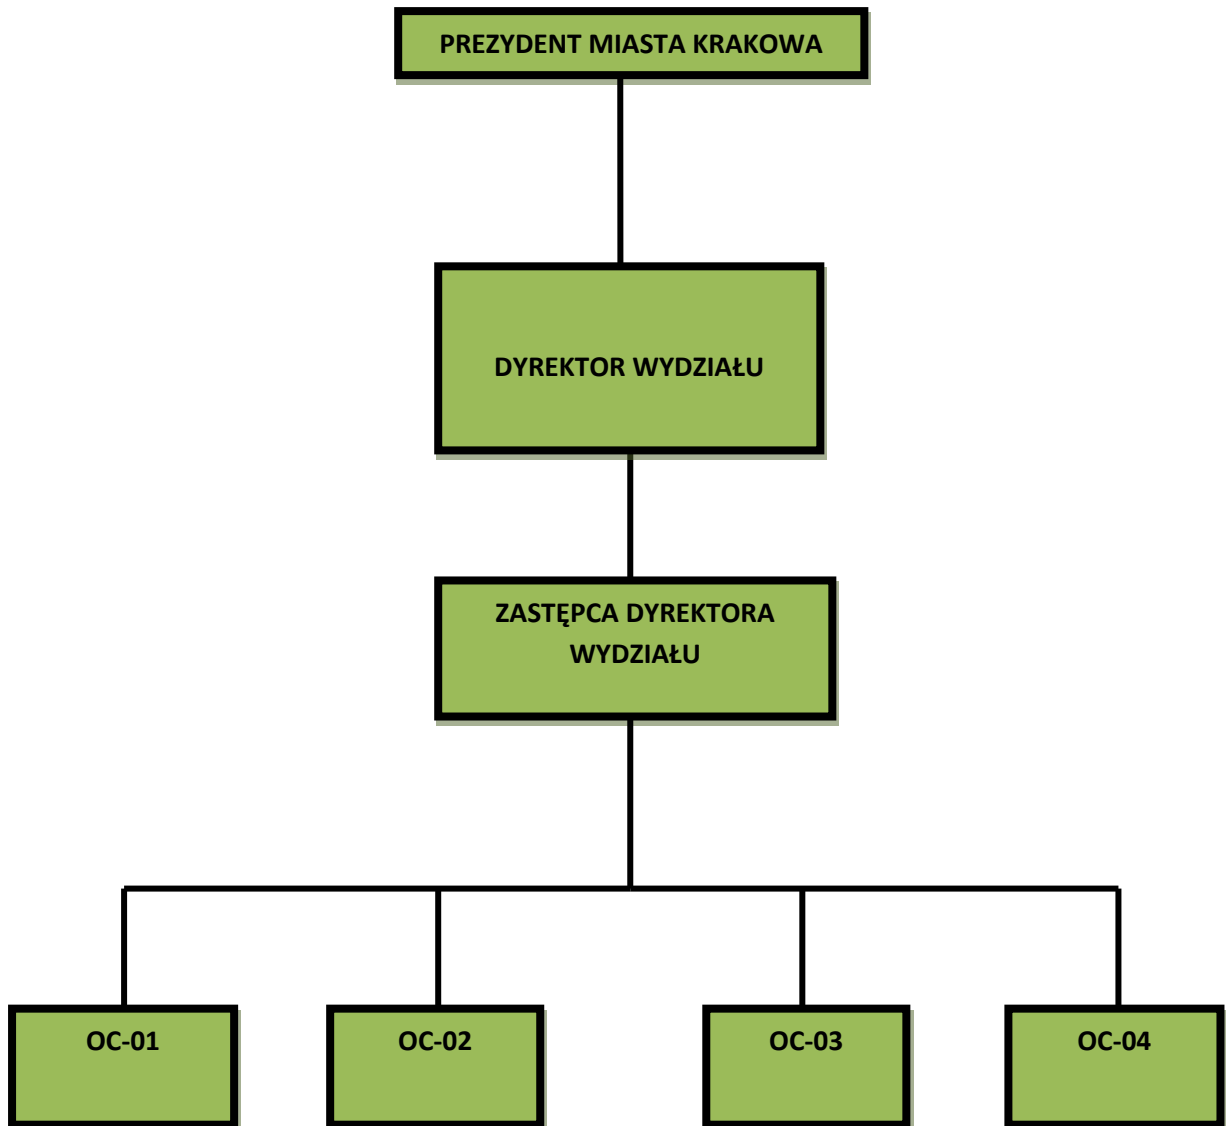 PREZYDENT MIASTA KRAKOWA
DYREKTOR WYDZIAŁU
ZASTĘPCA DYREKTORA
WYDZIAŁU
OC-01
OC-02
OC-03
OC-04